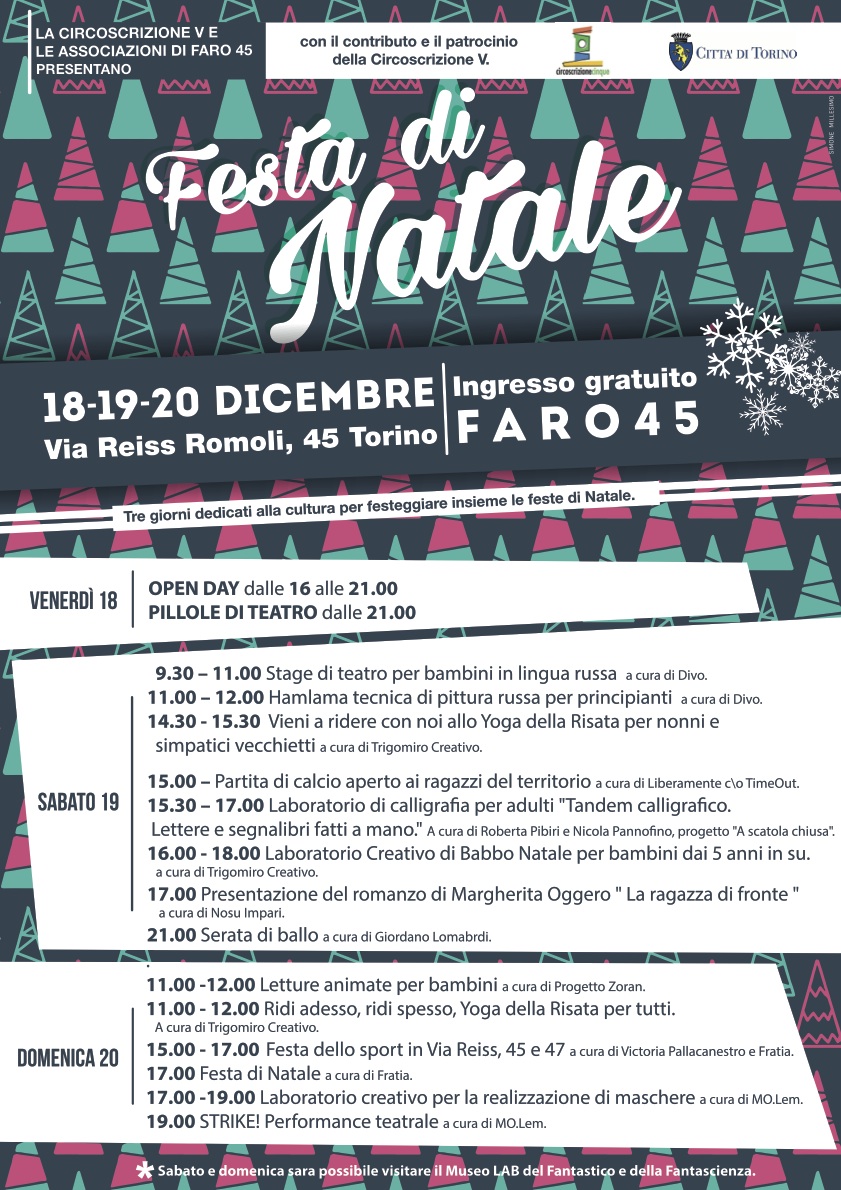 LA CIRCOSCRIZIONE V E
LE ASSOCIAZIONI DI FARO 45
PRESENTANO
con il contributo e il patrocinio
della Circoscrizione V.
circoscrizionecinque
CITTA' DI TORINO
SIMONE MILLESIMO
Festa di
Natale
18-19-20 DICEMBRE
Via Reiss Romoli, 45 Torino
Ingresso gratuito
FARO45
Tre giorni dedicati alla cultura per festeggiare insieme le feste di Natale.
VENERDÌ 18
OPEN DAY dalle 16 alle 21.00
PILLOLE DI TEATRO dalle 21.00
SABATO 19
9.30 – 11.00 Stage di teatro per bambini in lingua russa a cura di Divo.
11.00 – 12.00 Hamlama tecnica di pittura russa per principianti a cura di Divo.
14.30 - 15.30 Vieni a ridere con noi allo Yoga della Risata per nonni e
simpatici vecchietti a cura di Trigomiro Creativo.
15.00 – Partita di calcio aperto ai ragazzi del territorio a cura di Liberamente c\o TimeOut.
15.30 – 17.00 Laboratorio di calligrafia per adulti "Tandem calligrafico.
Lettere e segnalibri fatti a mano." A cura di Roberta Pibiri e Nicola Pannofino, progetto "A scatola chiusa".
16.00 - 18.00 Laboratorio Creativo di Babbo Natale per bambini dai 5 anni in su.
a cura di Trigomiro Creativo.
17.00 Presentazione del romanzo di Margherita Oggero " La ragazza di fronte "
a cura di Nosu Impari.
21.00 Serata di ballo a cura di Giordano Lomabrdi.
DOMENICA 20
11.00 -12.00 Letture animate per bambini a cura di Progetto Zoran.
11.00 - 12.00 Ridi adesso, ridi spesso, Yoga della Risata per tutti.
A cura di Trigomiro Creativo.
15.00 - 17.00 Festa dello sport in Via Reiss, 45 e 47 a cura di Victoria Pallacanestro e Fratia.
17.00 Festa di Natale a cura di Fratia.
17.00 -19.00 Laboratorio creativo per la realizzazione di maschere a cura di MO.Lem.
19.00 STRIKE! Performance teatrale a cura di MO.Lem.
* Sabato e domenica sara possibile visitare il Museo LAB del Fantastico e della Fantascienza.